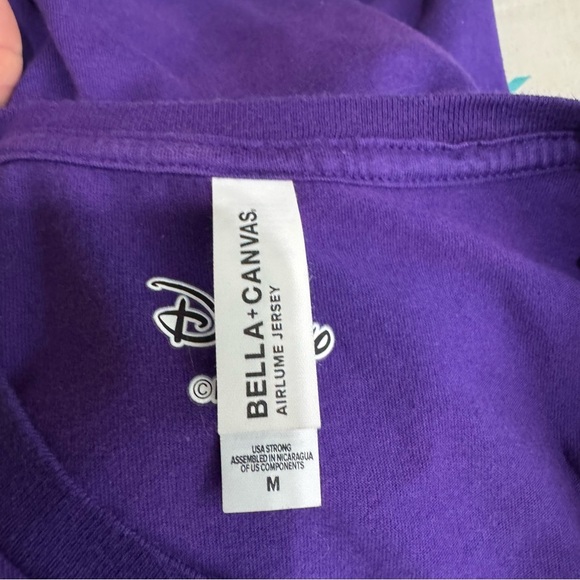 BELLA+CANVAS®
AIRLUME JERSEY
USA STRONG
ASSEMBLED IN NICARAGUA
OF US COMPONENTS
M
©